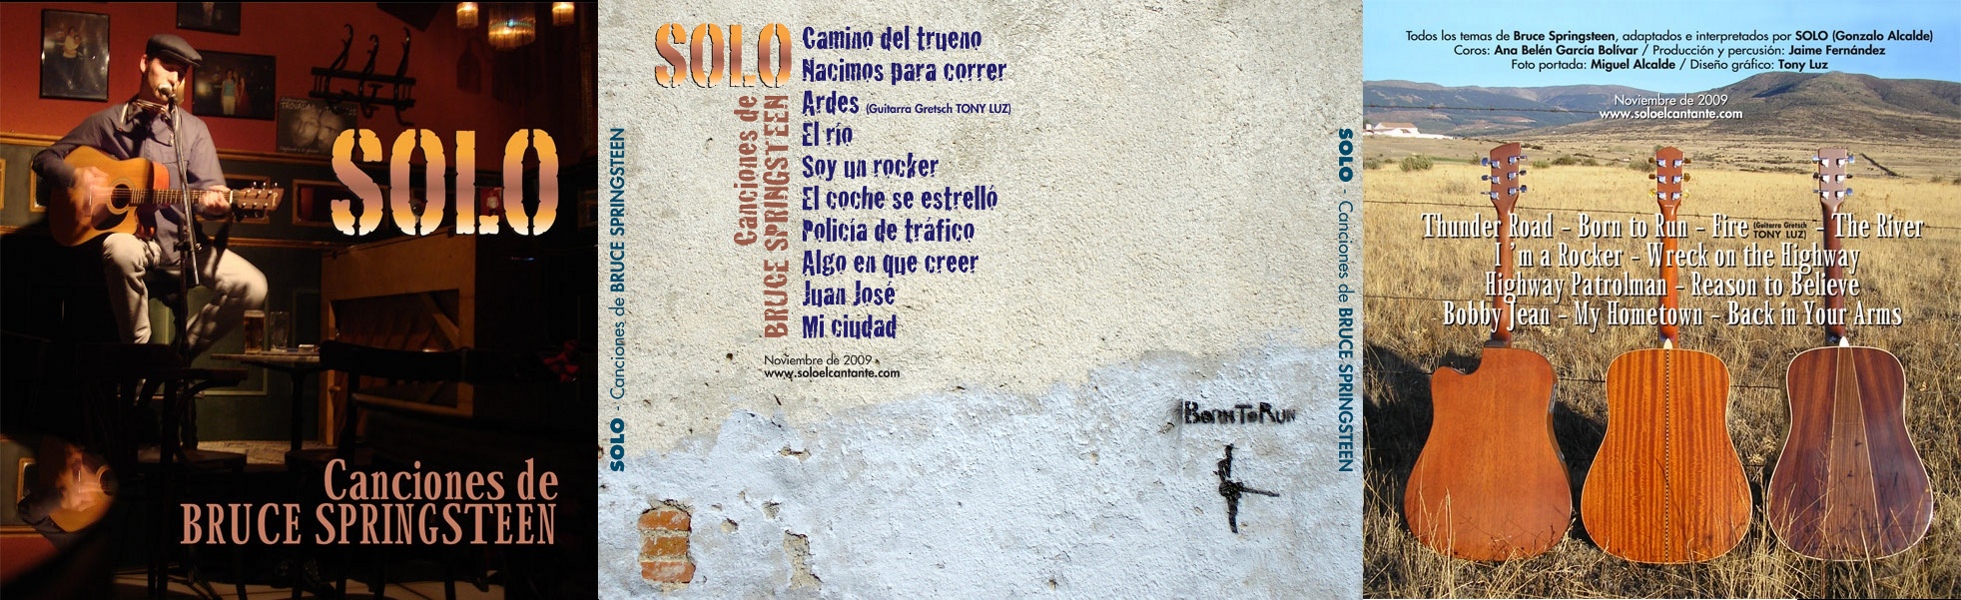 SOLO
Canciones de
BRUCE SPRINGSTEEN
SOLO - Canciones de BRUCE SPRINGSTEEN
SOLO
Canciones de
BRUCE SPRINGSTEEN
Camino del trueno
Nacimos para correr
Ardes (Guitarra Gretsch TONY LUZ)
El río
Soy un rocker
El coche se estrelló
Policía de tráfico
Algo en que creer
Juan José
Mi ciudad
Noviembre de 2009
www.soloelcantante.com
BORN TO RUN
SOLO - Canciones de BRUCE SPRINGSTEEN
Todos los temas de Bruce Springsteen, adaptados e interpretados por SOLO (Gonzalo Alcalde)
Coros: Ana Belén García Bolívar / Producción y percusión: Jaime Fernández
Foto portada: Miguel Alcalde / Diseño gráfico: Tony Luz
Noviembre de 2009
www.soloelcantante.com
Thunder Road - Born to Run - Fire (Guitarra Gretsch TONY LUZ) - The River
I´m a Rocker - Wreck on the Highway
Highway Patrolman - Reason to Believe
Bobby Jean - My Hometown - Back in Your Arms